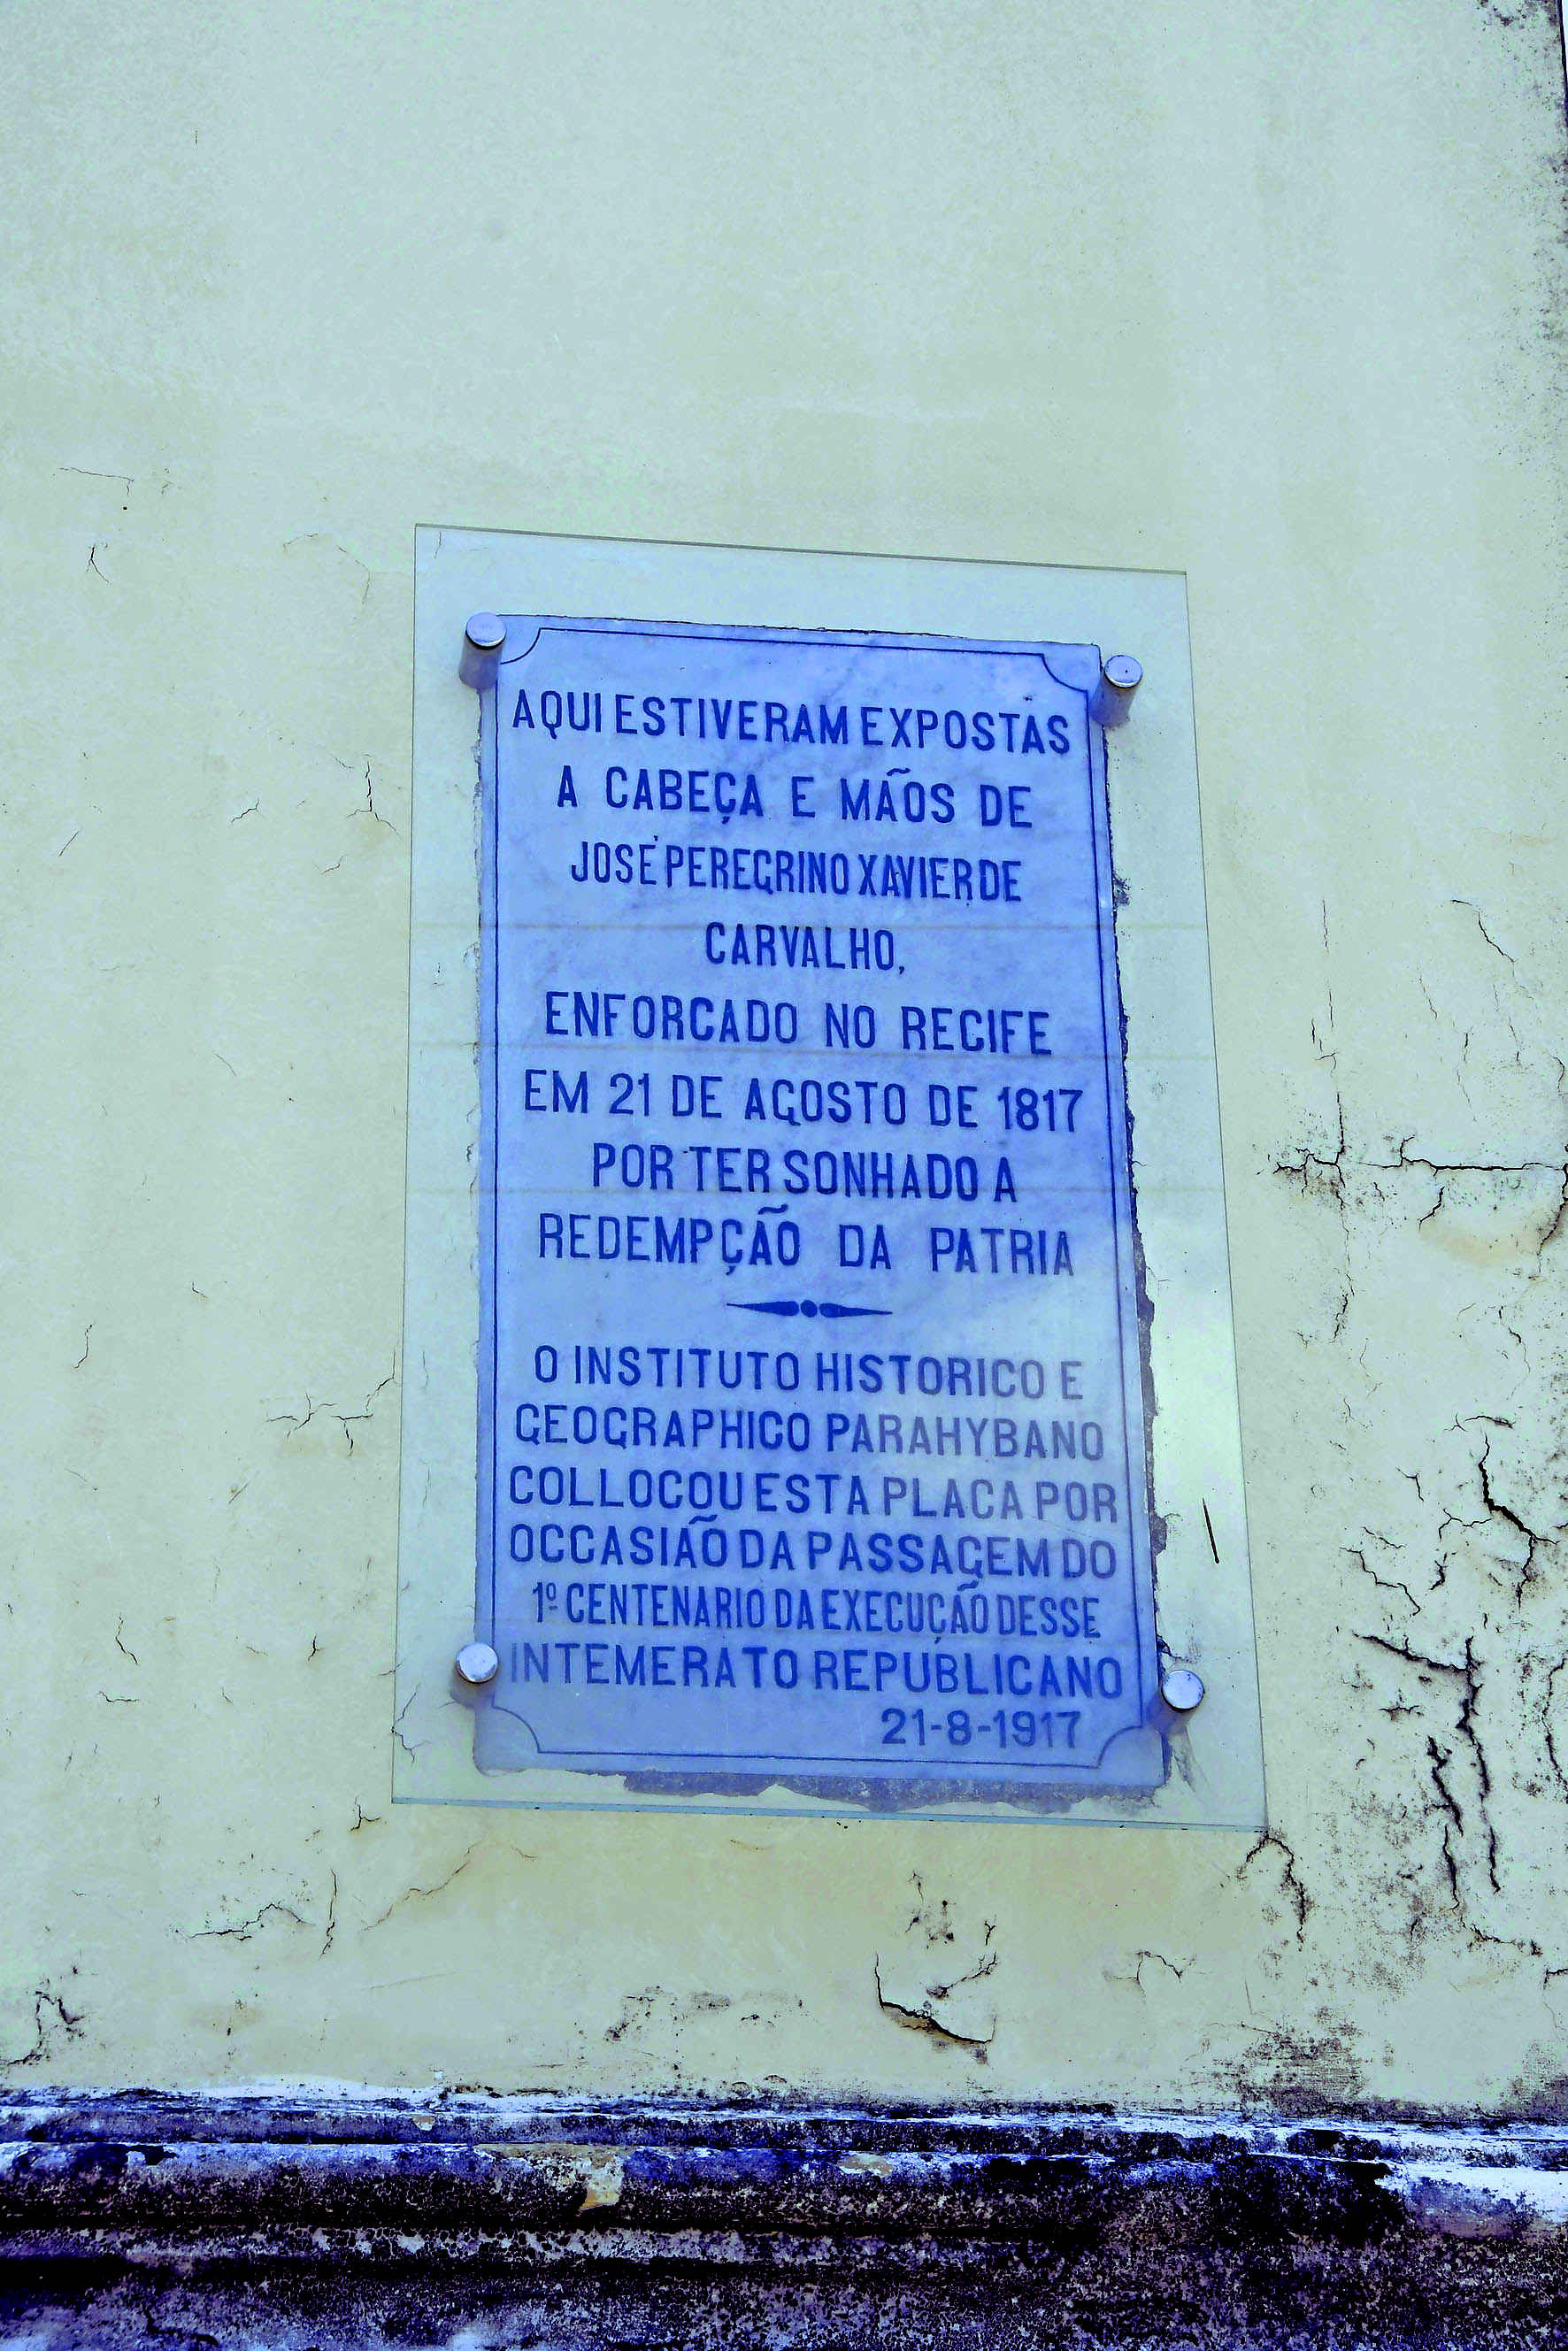 AQUI ESTIVERAM EXPOSTAS
A CABEÇA E MÃOS DE
JOSÉ PEREGRINO XAVIER DE
CARVALHO,
ENFORCADO NO RECIFE
EM 21 DE AGOSTO DE 1817
POR TER SONHADO A
REDEMPÇÃO DA PATRIA
O INSTITUTO HISTORICO E
GEOGRAPHICO PARAHYBANO
COLLOCOU ESTA PLACA POR
OCCASIÃO DA PASSAGEM DO
1º CENTENARIO DA EXECUÇÃO DESSE
INTEMERATO REPUBLICANO
21-8-1917